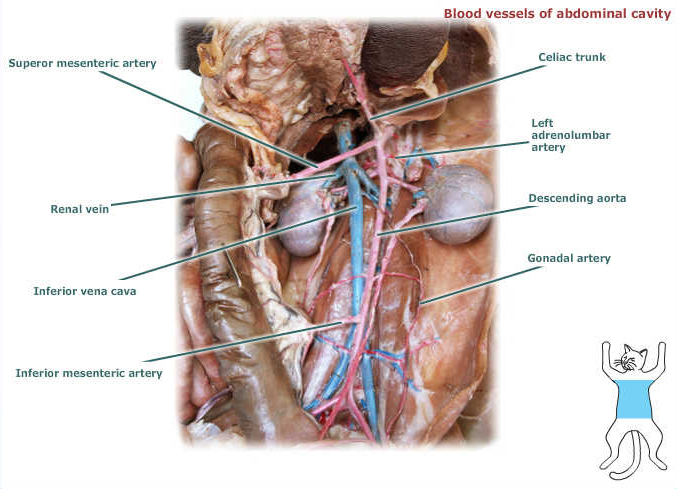 Blood vessels of abdominal cavity
Superor mesenteric artery
Celiac trunk
Left
adrenolumbar
artery
Renal vein
Descending aorta
Gonadal artery
Inferior vena cava
Inferior mesenteric artery